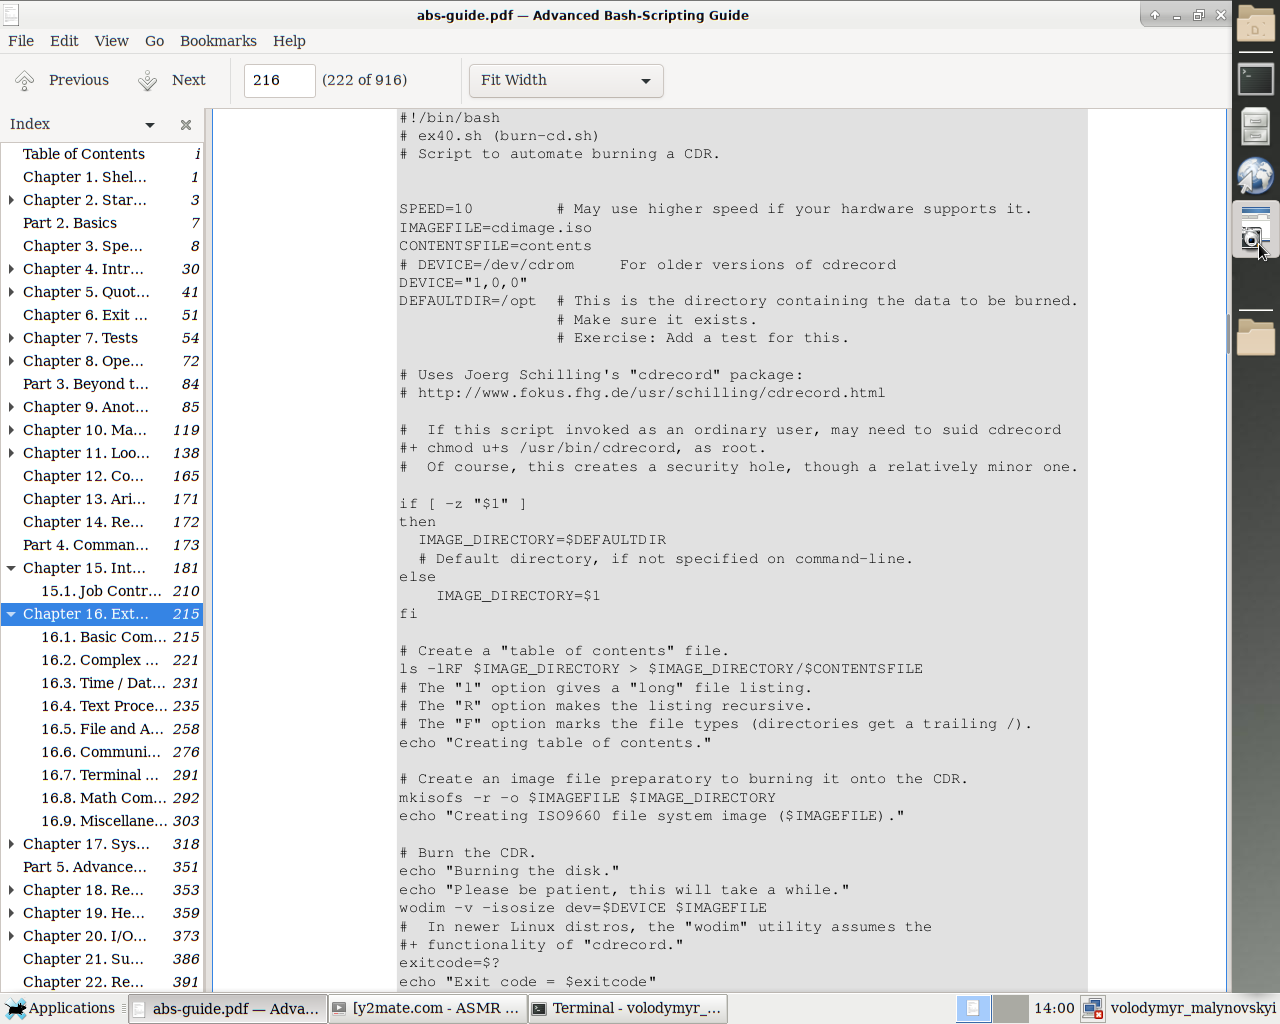 abs-guide.pdf — Advanced Bash-Scripting Guide
File Edit View Go Bookmarks Help
Previous Next 216 (222 of 916) Fit Width
Index
Table of Contents i
Chapter 1. Shel... 1
Chapter 2. Star... 3
Part 2. Basics 7
Chapter 3. Spe... 8
Chapter 4. Intr... 30
Chapter 5. Quot... 41
Chapter 6. Exit ... 51
Chapter 7. Tests 54
Chapter 8. Ope... 72
Part 3. Beyond t... 84
Chapter 9. Anot... 85
Chapter 10. Ma... 119
Chapter 11. Loo... 138
Chapter 12. Co... 165
Chapter 13. Ari... 171
Chapter 14. Re... 172
Part 4. Comman... 173
Chapter 15. Int... 181
15.1. Job Contr... 210
Chapter 16. Ext... 215
16.1. Basic Com... 215
16.2. Complex ... 221
16.3. Time / Dat... 231
16.4. Text Proce... 235
16.5. File and A... 258
16.6. Communi... 276
16.7. Terminal ... 291
16.8. Math Com... 292
16.9. Miscellane... 303
Chapter 17. Sys... 318
Part 5. Advance... 351
Chapter 18. Re... 353
Chapter 19. He... 359
Chapter 20. I/O... 373
Chapter 21. Su... 386
Chapter 22. Re... 391
#!/bin/bash
# ex40.sh (burn-cd.sh)
# Script to automate burning a CDR.
SPEED=10 # May use higher speed if your hardware supports it.
IMAGEFILE=cdimage.iso
CONTENTSFILE=contents
# DEVICE=/dev/cdrom For older versions of cdrecord
DEVICE="1,0,0"
DEFAULTDIR=/opt # This is the directory containing the data to be burned.
# Make sure it exists.
# Exercise: Add a test for this.
# Uses Joerg Schilling's "cdrecord" package:
# http://www.fokus.fhg.de/usr/schilling/cdrecord.html
# If this script invoked as an ordinary user, may need to suid cdrecord
#+ chmod u+s /usr/bin/cdrecord, as root.
# Of course, this creates a security hole, though a relatively minor one.
if [ -z "$1" ]
then
IMAGE_DIRECTORY=$DEFAULTDIR
# Default directory, if not specified on command-line.
else
IMAGE_DIRECTORY=$1
fi
# Create a "table of contents" file.
ls -lRF $IMAGE_DIRECTORY > $IMAGE_DIRECTORY/$CONTENTSFILE
# The "l" option gives a "long" file listing.
# The "R" option makes the listing recursive.
# The "F" option marks the file types (directories get a trailing /).
echo "Creating table of contents."
# Create an image file preparatory to burning it onto the CDR.
mkisofs -r -o $IMAGEFILE $IMAGE_DIRECTORY
echo "Creating ISO9660 file system image ($IMAGEFILE)."
# Burn the CDR.
echo "Burning the disk."
echo "Please be patient, this will take a while."
wodim -v -isosize dev=$DEVICE $IMAGEFILE
# In newer Linux distros, the "wodim" utility assumes the
#+ functionality of "cdrecord."
exitcode=$?
echo "Exit code = $exitcode"
Applications abs-guide.pdf — Adva... [y2mate.com - ASMR ... Terminal - volodymyr_... 14:00 volodymyr_malynovskyi